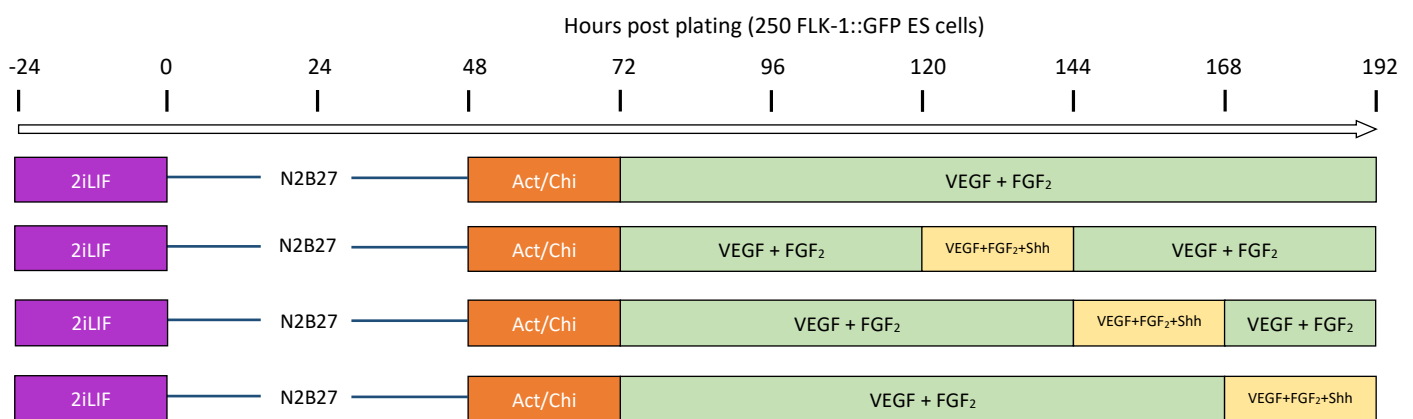 Hours post plating (250 FLK-1::GFP ES cells)
-24 0 24 48 72 96 120 144 168 192
2iLIF N2B27 Act/Chi VEGF + FGF₂
2iLIF N2B27 Act/Chi VEGF + FGF₂ VEGF+FGF₂+Shh VEGF + FGF₂
2iLIF N2B27 Act/Chi VEGF + FGF₂ VEGF+FGF₂+Shh VEGF + FGF₂
2iLIF N2B27 Act/Chi VEGF + FGF₂ VEGF+FGF₂+Shh